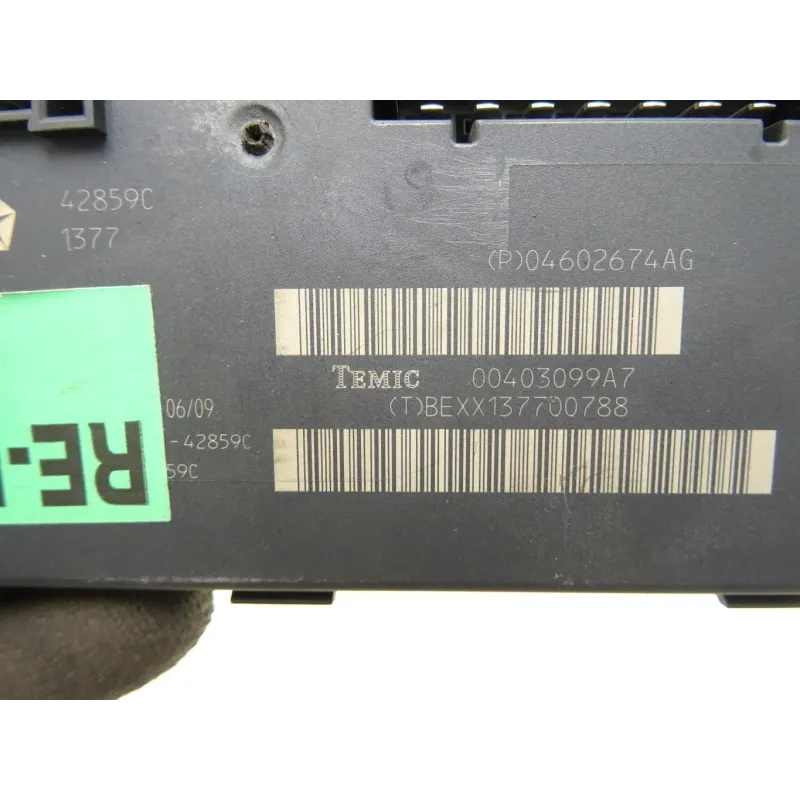 42859C
1377
(P)04602674AG
TEMIC 00403099A7
(T)BEXX137700788
06/09
-42859C
59C
RE.